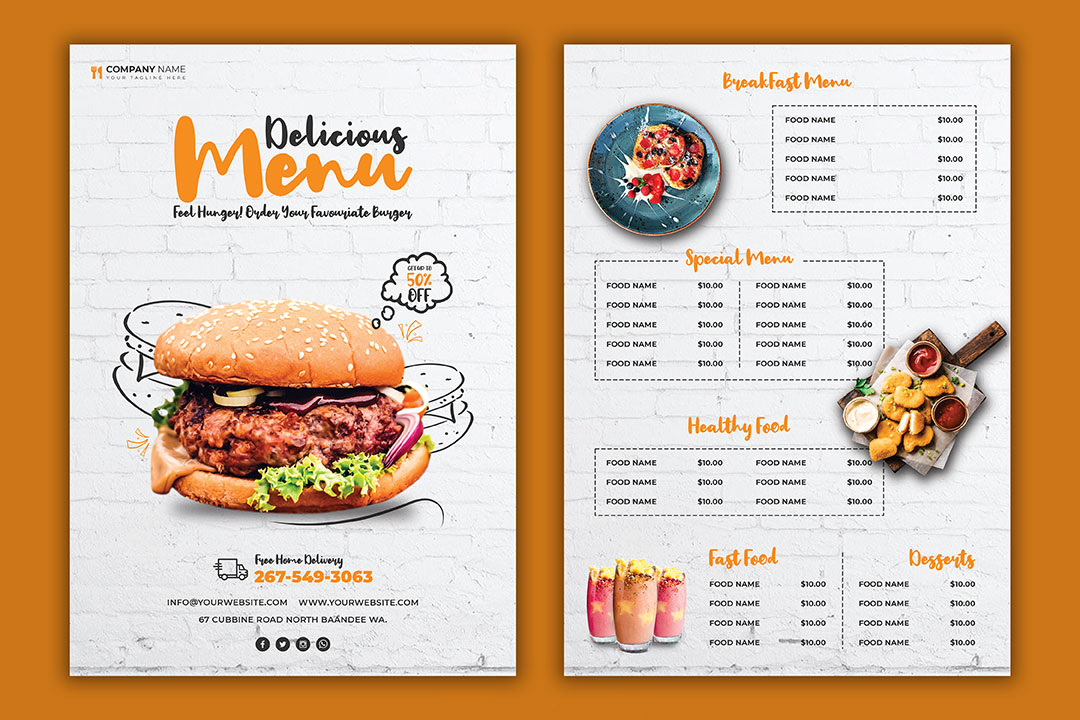 COMPANY NAME
YOUR TAGLINE HERE
Delicious
Menu
Feel Hunger! Order Your Favouriate Burger
GET UP TO
50%
OFF
Free Home Delivery
267-549-3063
INFO@YOURWEBSITE.COM WWW.YOURWEBSITE.COM
67 CUBBINE ROAD NORTH BAANDEE WA.
BreakFast Menu
FOOD NAME $10.00
FOOD NAME $10.00
FOOD NAME $10.00
FOOD NAME $10.00
FOOD NAME $10.00
Special Menu
FOOD NAME $10.00 FOOD NAME $10.00
FOOD NAME $10.00 FOOD NAME $10.00
FOOD NAME $10.00 FOOD NAME $10.00
FOOD NAME $10.00 FOOD NAME $10.00
FOOD NAME $10.00 FOOD NAME $10.00
Healthy Food
FOOD NAME $10.00 FOOD NAME $10.00
FOOD NAME $10.00 FOOD NAME $10.00
FOOD NAME $10.00 FOOD NAME $10.00
Fast Food
FOOD NAME $10.00
FOOD NAME $10.00
FOOD NAME $10.00
FOOD NAME $10.00
Desserts
FOOD NAME $10.00
FOOD NAME $10.00
FOOD NAME $10.00
FOOD NAME $10.00